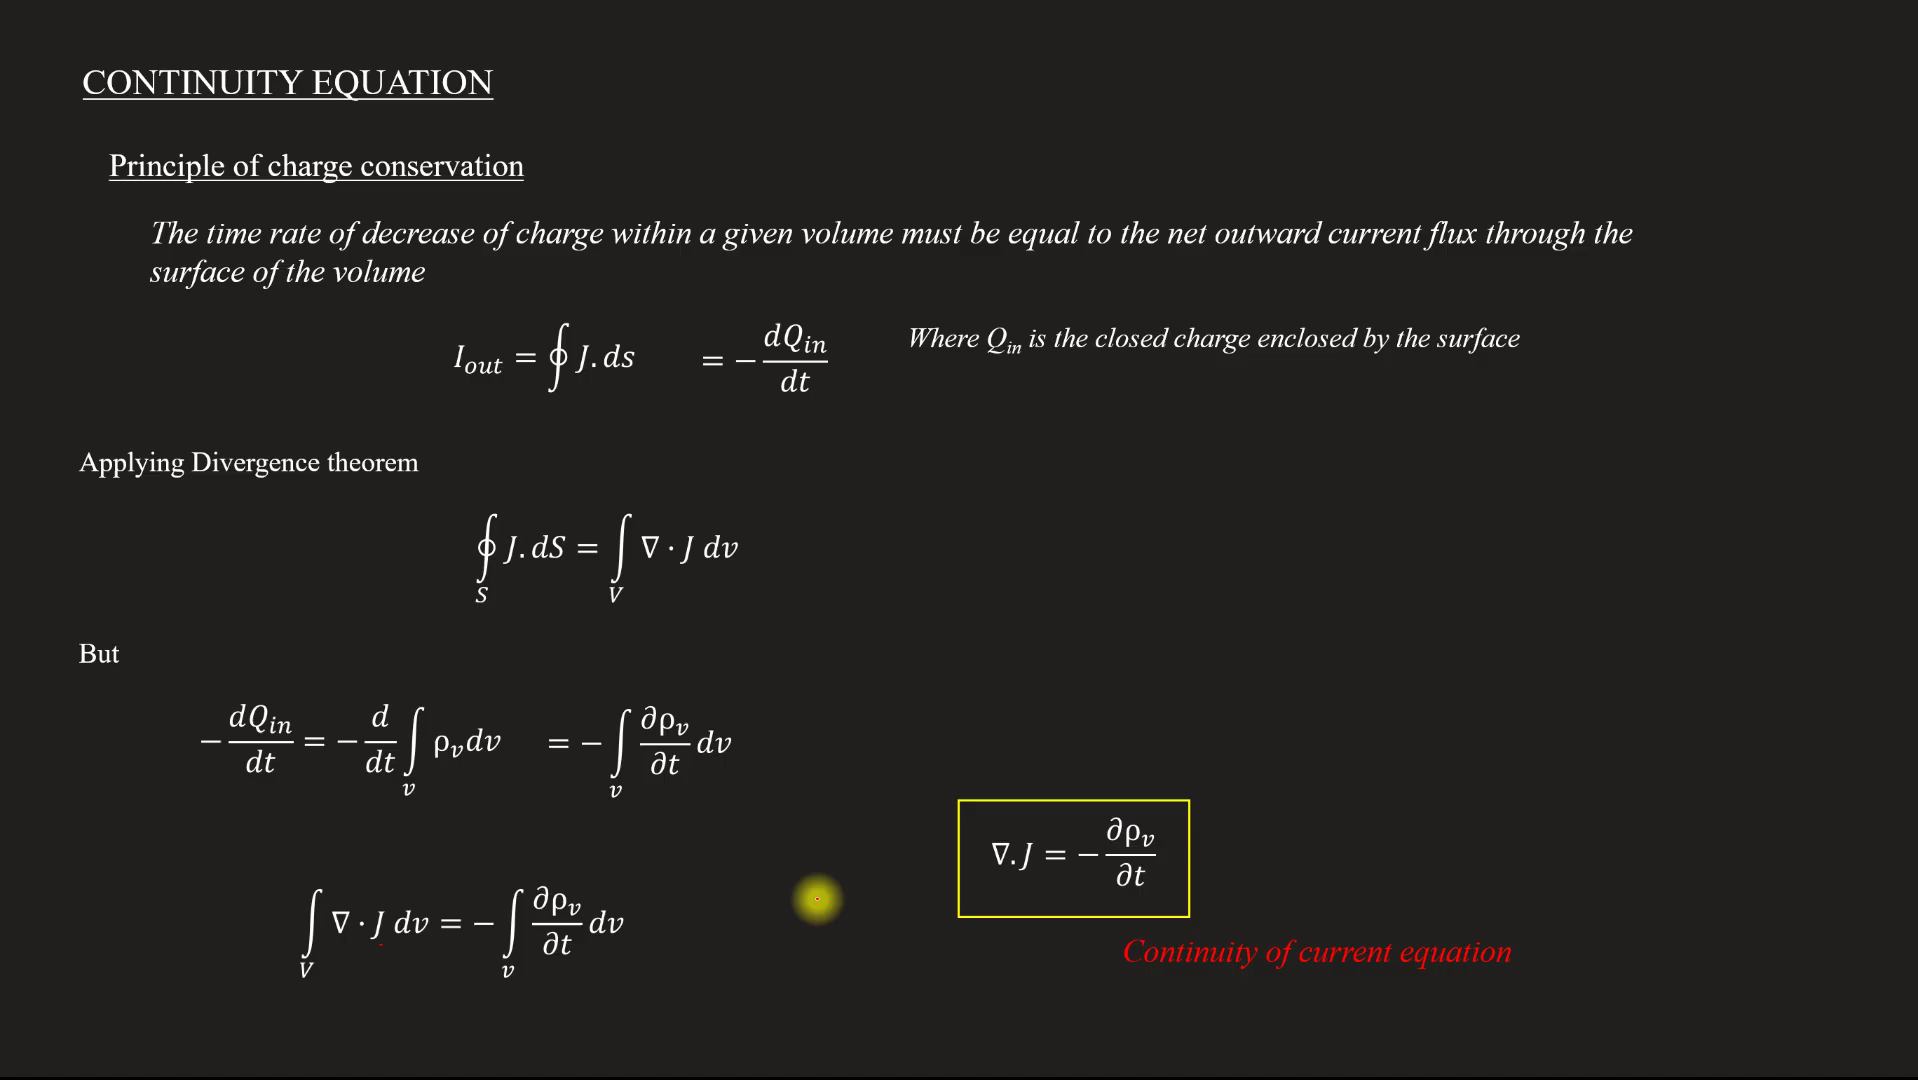 CONTINUITY EQUATION
Principle of charge conservation
The time rate of decrease of charge within a given volume must be equal to the net outward current flux through the
surface of the volume
I_out = ∮ J. ds = − dQ_in/dt
Where Q_in is the closed charge enclosed by the surface
Applying Divergence theorem
∮_S J. dS = ∫_V ∇ · J dv
But
− dQ_in/dt = − d/dt ∫_v ρ_v dv = − ∫_v ∂ρ_v/∂t dv
∫_V ∇ · J dv = − ∫_v ∂ρ_v/∂t dv
∇. J = − ∂ρ_v/∂t
Continuity of current equation